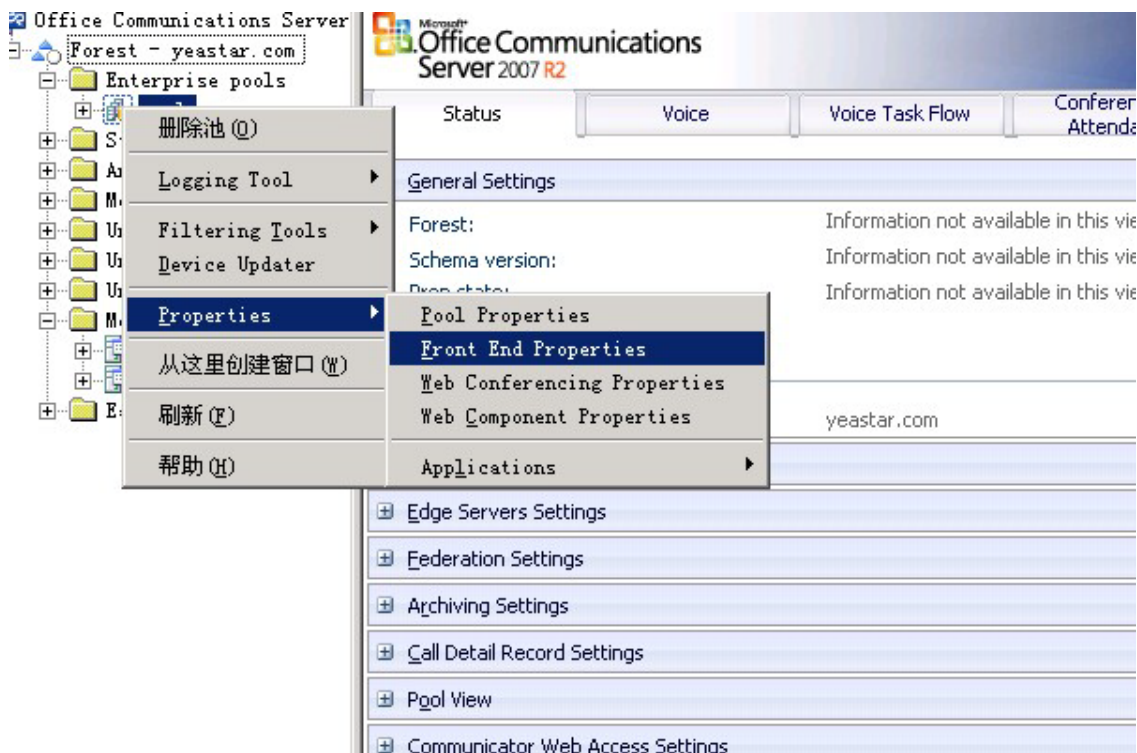 Office Communications Server
Forest - yeastar.com
Enterprise pools
删除池(O)
Logging Tool
Filtering Tools
Device Updater
Properties
从这里创建窗口(W)
刷新(F)
帮助(H)
Pool Properties
Front End Properties
Web Conferencing Properties
Web Component Properties
Applications
Microsoft
Office Communications
Server 2007 R2
Status
Voice
Voice Task Flow
General Settings
Forest:
Information not available in this
Schema version:
Information not available in this
Information not available in this
yeastar.com
Edge Servers Settings
Federation Settings
Archiving Settings
Call Detail Record Settings
Pool View
Communicator Web Access Settings